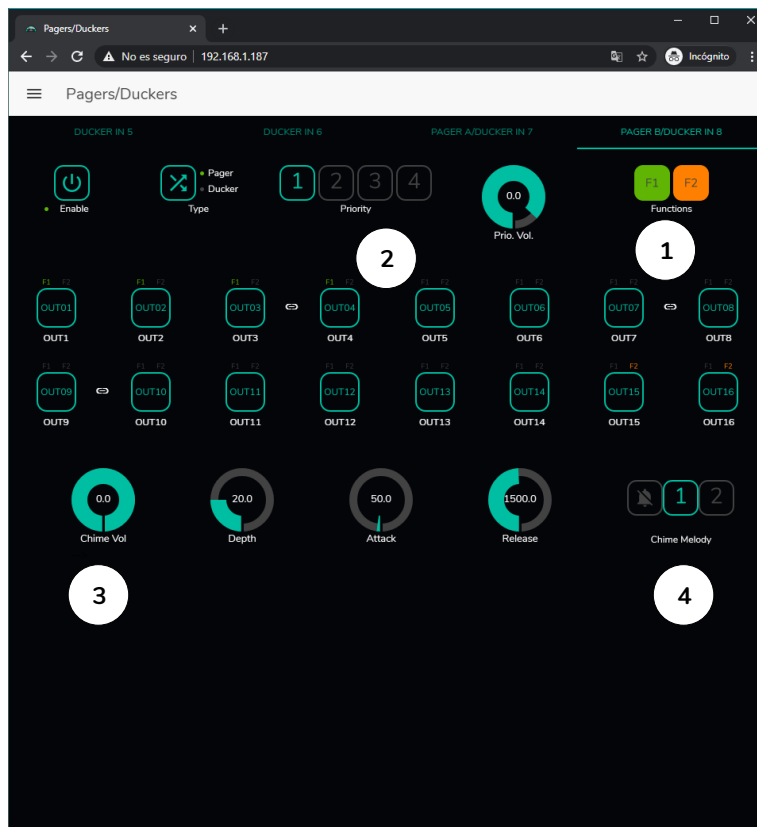 Pagers/Duckers
No es seguro | 192.168.1.187
Incógnito
Pagers/Duckers
DUCKER IN 5 DUCKER IN 6 PAGER A/DUCKER IN 7 PAGER B/DUCKER IN 8
Pager
Ducker
1 2 3 4
0.0
F1 F2
Enable Type Priority Functions
Prio. Vol.
1
2
F1 F2 F1 F2 F1 F2 F1 F2 F1 F2 F1 F2 F1 F2 F1 F2
OUT01 OUT02 OUT03 OUT04 OUT05 OUT06 OUT07 OUT08
OUT1 OUT2 OUT3 OUT4 OUT5 OUT6 OUT7 OUT8
F1 F2 F1 F2 F1 F2 F1 F2 F1 F2 F1 F2 F1 F2 F1 F2
OUT09 OUT10 OUT11 OUT12 OUT13 OUT14 OUT15 OUT16
OUT9 OUT10 OUT11 OUT12 OUT13 OUT14 OUT15 OUT16
0.0 20.0 50.0 1500.0 1 2
Chime Vol Depth Attack Release Chime Melody
3 4